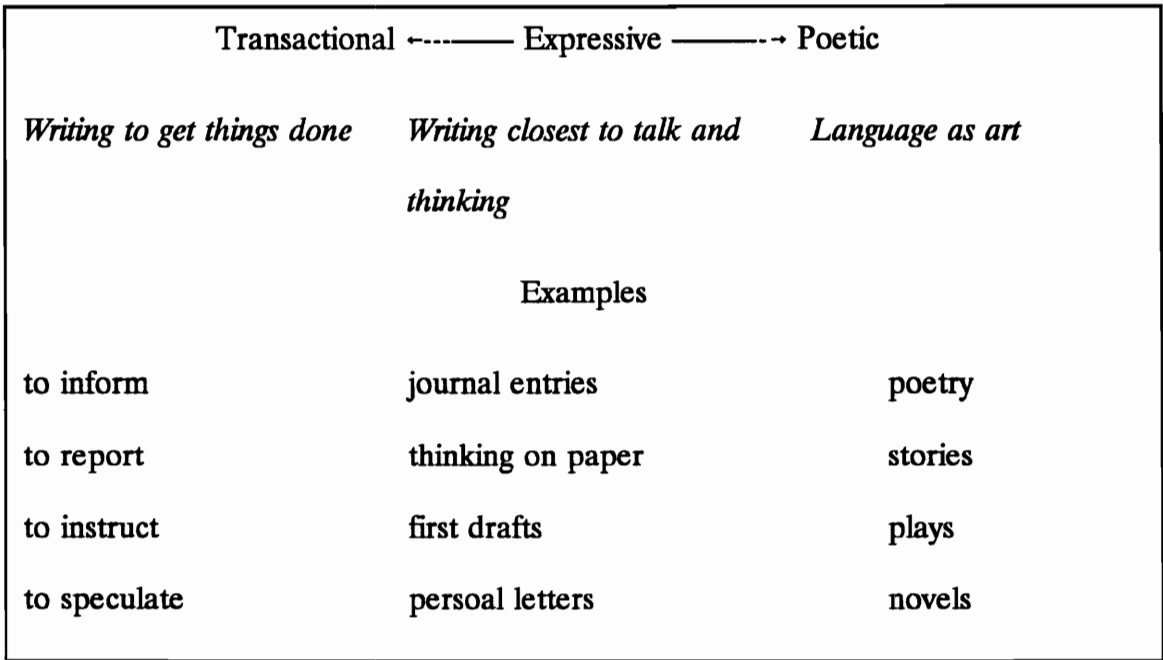 Transactional ←---—— Expressive ———--→ Poetic
Writing to get things done Writing closest to talk and Language as art
thinking
Examples
to inform journal entries poetry
to report thinking on paper stories
to instruct first drafts plays
to speculate persoal letters novels